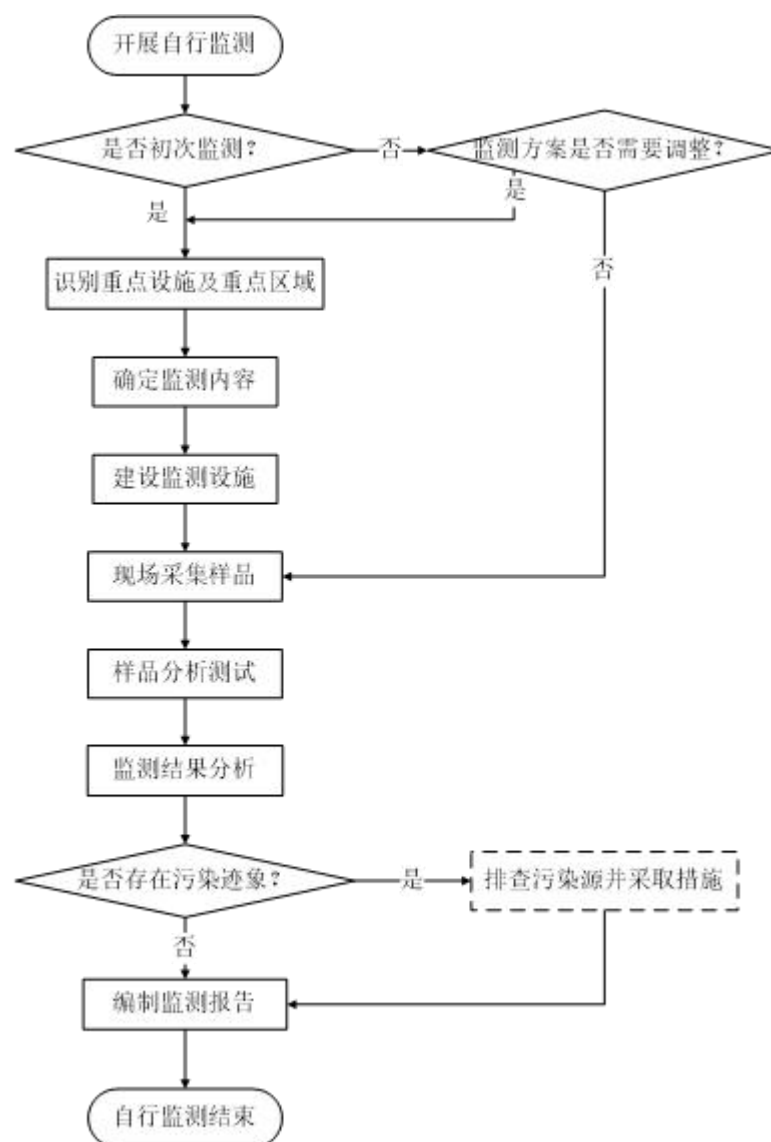 开展自行监测
是否初次监测?
否
监测方案是否需要调整?
是
是
识别重点设施及重点区域
否
确定监测内容
建设监测设施
现场采集样品
样品分析测试
监测结果分析
是否存在污染迹象?
是
排查污染源并采取措施
否
编制监测报告
自行监测结束